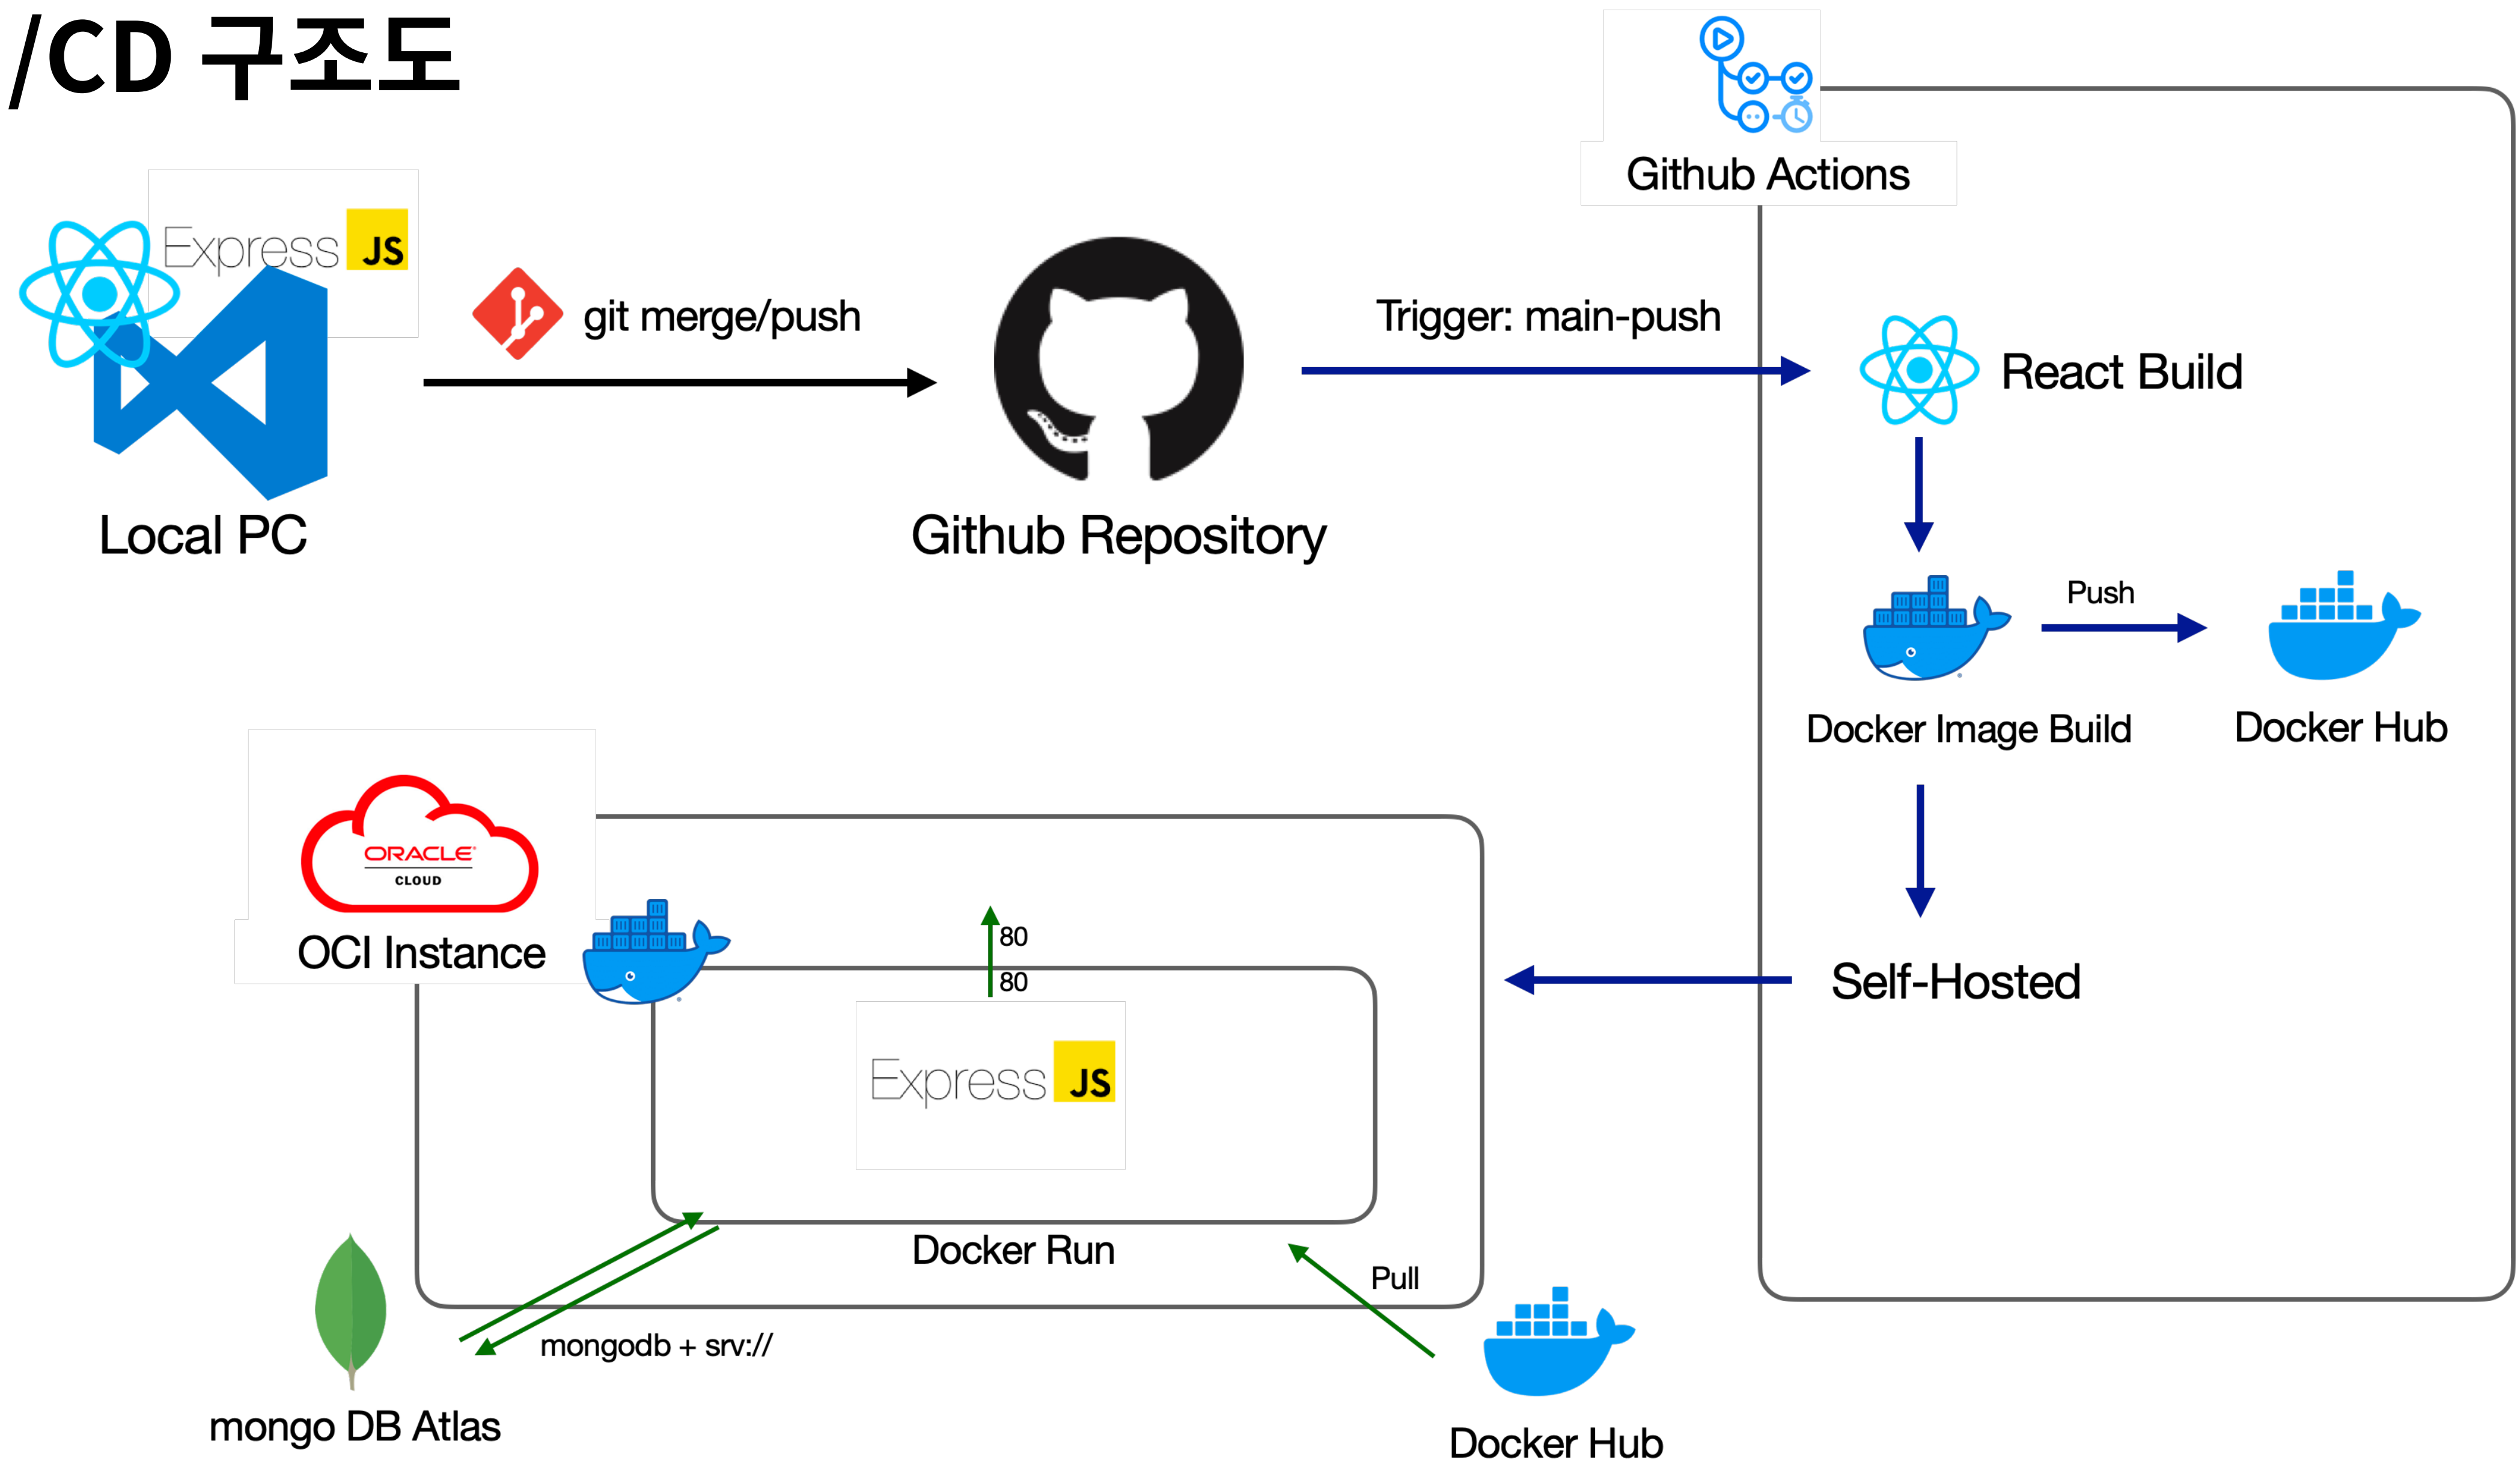 /CD 구조도
Github Actions
Express JS
git merge/push
Trigger: main-push
React Build
Local PC
Github Repository
Push
Docker Image Build
Docker Hub
ORACLE
CLOUD
OCI Instance
80
80
Self-Hosted
Express JS
Docker Run
Pull
mongodb + srv://
mongo DB Atlas
Docker Hub